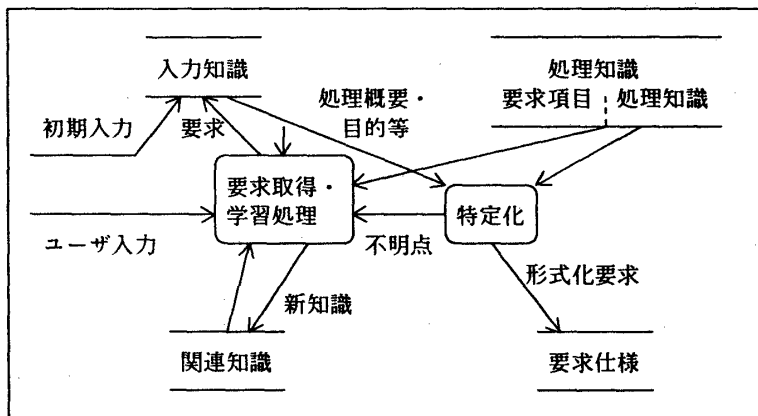 入力知識
処理知識
要求項目
処理知識
初期入力
要求
処理概要・
目的等
要求取得・
学習処理
特定化
ユーザ入力
不明点
新知識
形式化要求
関連知識
要求仕様